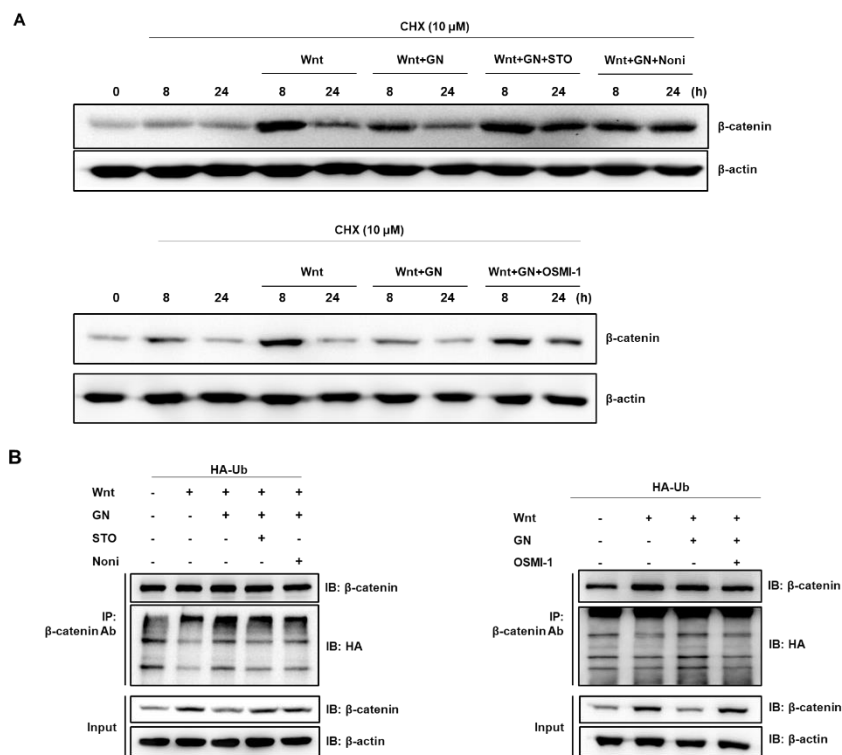 A
CHX (10 µM)
Wnt Wnt+GN Wnt+GN+STO Wnt+GN+Noni
0 8 24 8 24 8 24 8 24 8 24 (h)
β-catenin
β-actin
CHX (10 µM)
Wnt Wnt+GN Wnt+GN+OSMI-1
0 8 24 8 24 8 24 8 24 (h)
β-catenin
β-actin
B
HA-Ub
Wnt - + + + +
GN - - + + +
STO - - - + -
Noni - - - - +
IP: β-catenin Ab
IB: β-catenin
IB: HA
Input
IB: β-catenin
IB: β-actin
HA-Ub
Wnt - + + +
GN - - + +
OSMI-1 - - - +
IP: β-catenin Ab
IB: β-catenin
IB: HA
Input
IB: β-catenin
IB: β-actin